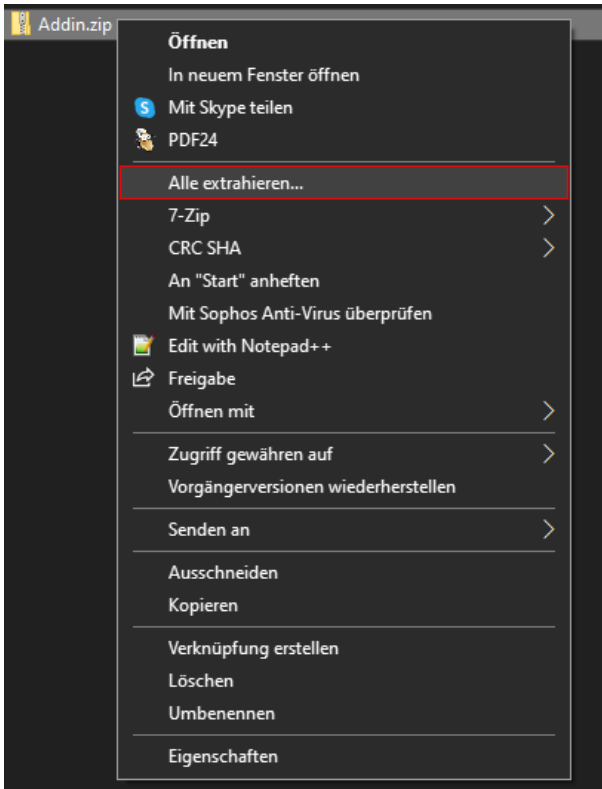 Addin.zip
Öffnen
In neuem Fenster öffnen
Mit Skype teilen
PDF24
Alle extrahieren...
7-Zip
CRC SHA
An "Start" anheften
Mit Sophos Anti-Virus überprüfen
Edit with Notepad++
Freigabe
Öffnen mit
Zugriff gewähren auf
Vorgängerversionen wiederherstellen
Senden an
Ausschneiden
Kopieren
Verknüpfung erstellen
Löschen
Umbenennen
Eigenschaften